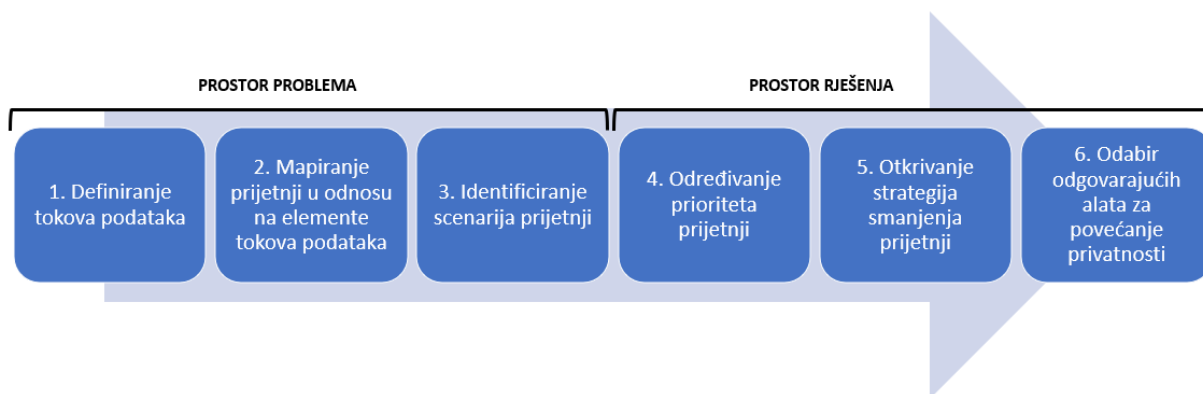 PROSTOR PROBLEMA
PROSTOR RJEŠENJA
1. Definiranje
tokova podataka
2. Mapiranje
prijetnji u odnosu
na elemente
tokova podataka
3. Identificiranje
scenarija prijetnji
4. Određivanje
prioriteta
prijetnji
5. Otkrivanje
strategija
smanjenja
prijetnji
6. Odabir
odgovarajućih
alata za
povećanje
privatnosti